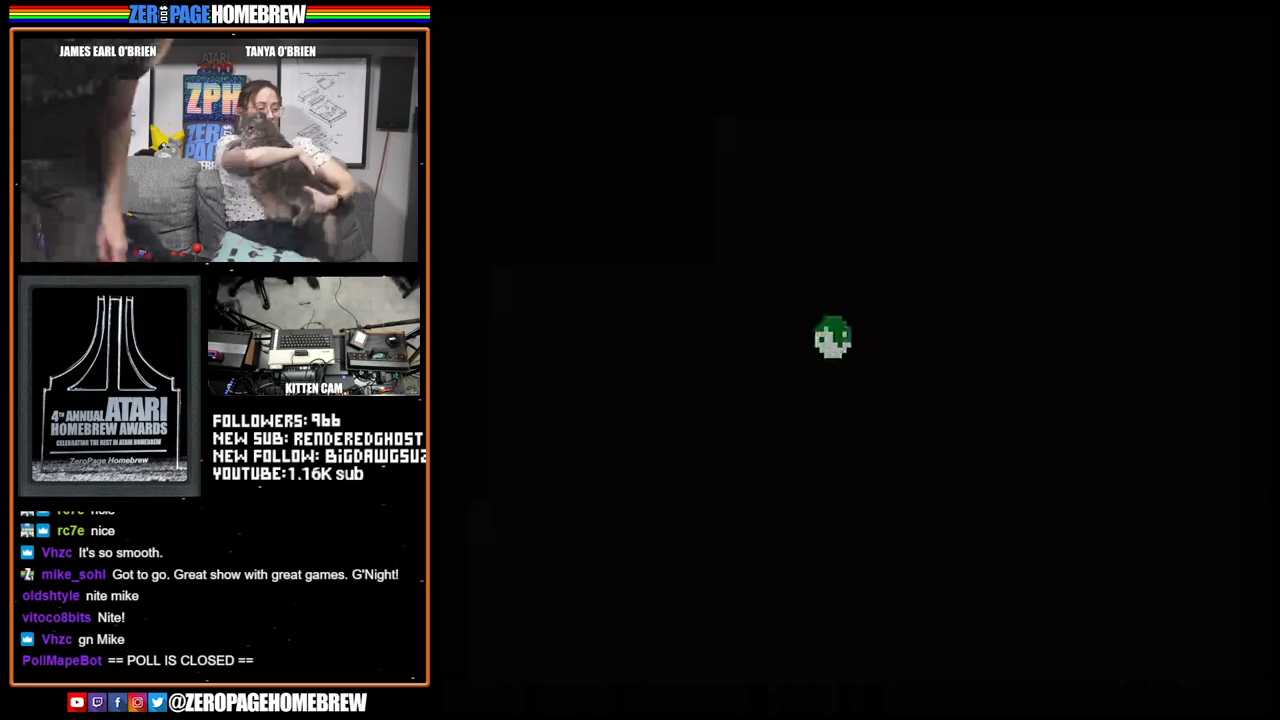 ZEROPAGE HOMEBREW
JAMES EARL O'BRIEN
TANYA O'BRIEN
ATARI
ZPH
4TH ANNUAL ATARI
HOMEBREW AWARDS
CELEBRATING THE BEST IN ATARI HOMEBREW
ZeroPage Homebrew
KITTEN CAM
FOLLOWERS: 966
NEW SUB: RENDEREDGHOST
NEW FOLLOW: BIGDAWGSUZ
YOUTUBE: 1.16K sub
rc7e nice
Vhzc It's so smooth.
mike_sohl Got to go. Great show with great games. G'Night!
oldshtyle nite mike
vitoco8bits Nite!
Vhzc gn Mike
PollMapeBot == POLL IS CLOSED ==
@ZEROPAGEHOMEBREW